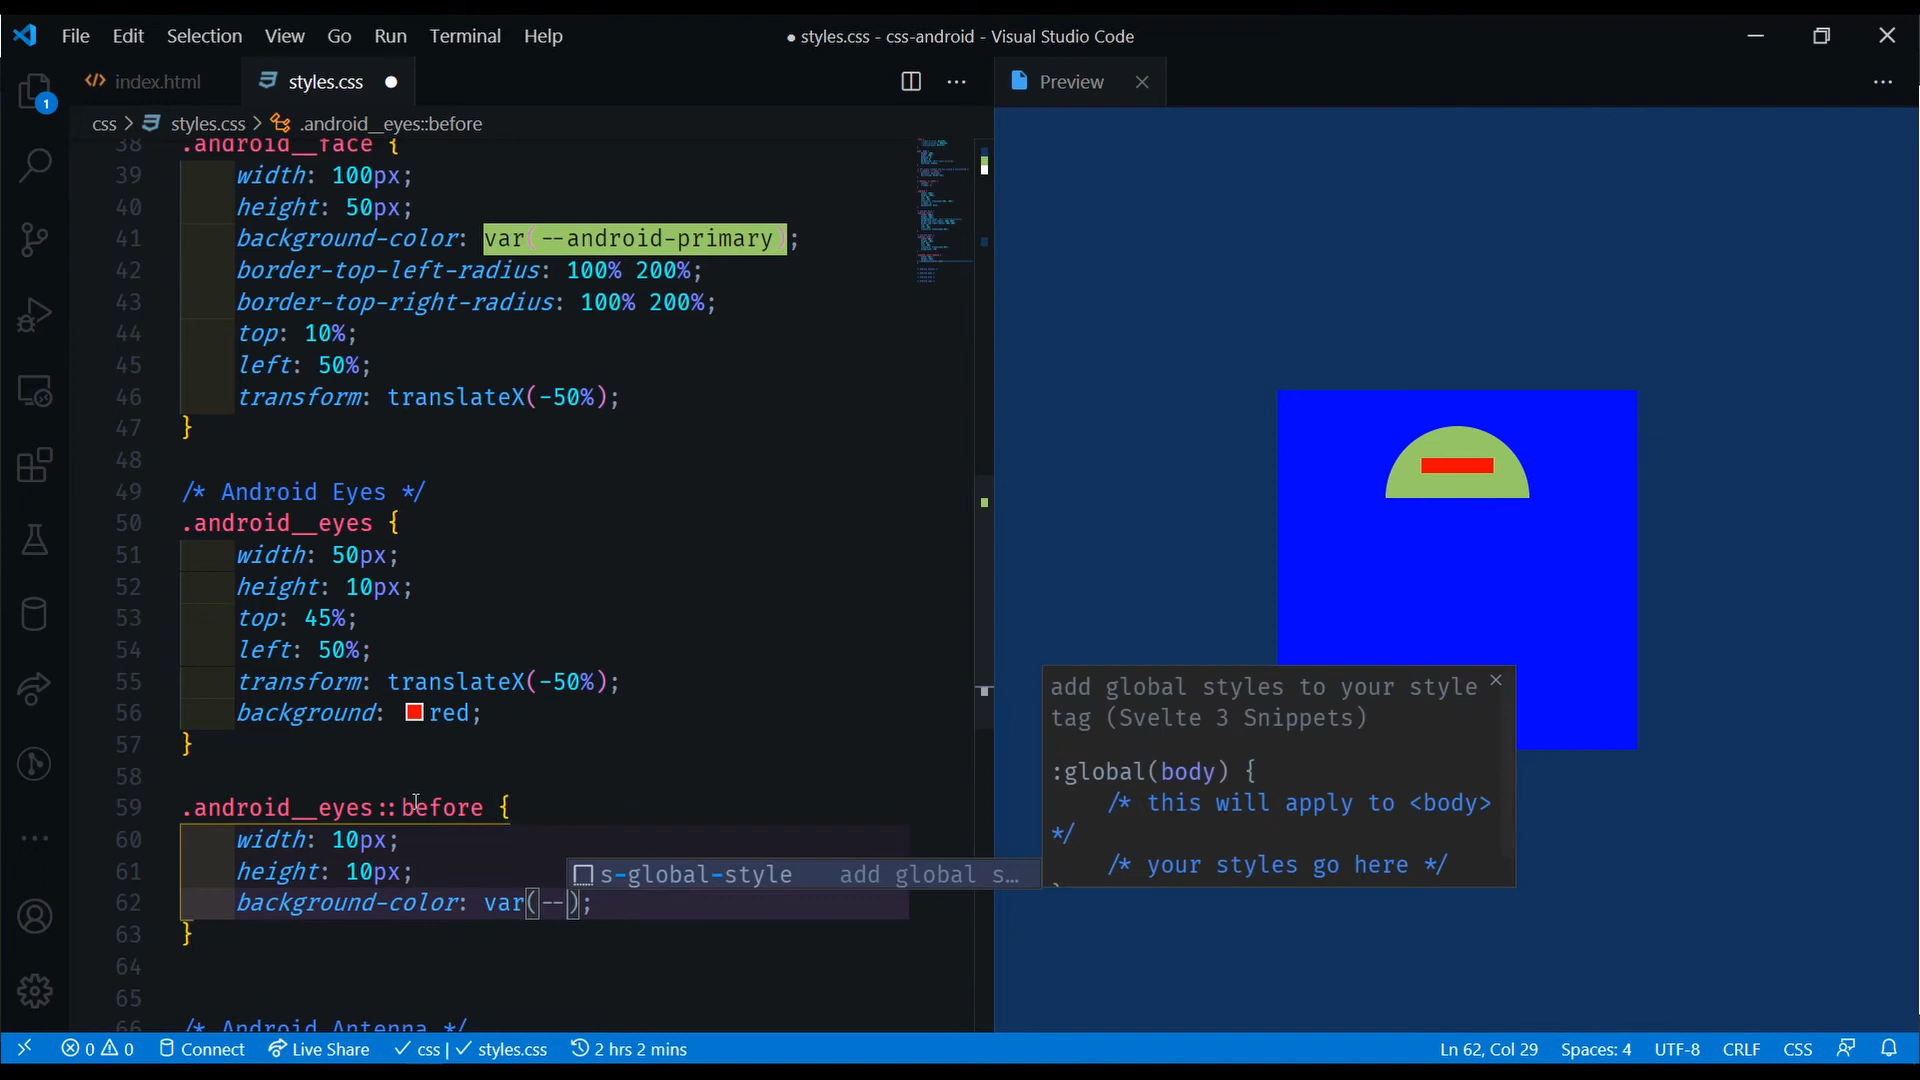 File Edit Selection View Go Run Terminal Help
● styles.css - css-android - Visual Studio Code
index.html
styles.css
Preview
1
css > styles.css > .android__eyes::before
38 .android__face {
39 width: 100px;
40 height: 50px;
41 background-color: var(--android-primary);
42 border-top-left-radius: 100% 200%;
43 border-top-right-radius: 100% 200%;
44 top: 10%;
45 left: 50%;
46 transform: translateX(-50%);
47 }
48
49 /* Android Eyes */
50 .android__eyes {
51 width: 50px;
52 height: 10px;
53 top: 45%;
54 left: 50%;
55 transform: translateX(-50%);
56 background: red;
57 }
58
59 .android__eyes::before {
60 width: 10px;
61 height: 10px;
62 background-color: var(--);
63 }
64
65
66 /* Android Antenna */
s-global-style add global s...
add global styles to your style
tag (Svelte 3 Snippets)
:global(body) {
/* this will apply to <body>
*/
/* your styles go here */
0 0 Connect Live Share css | styles.css 2 hrs 2 mins
Ln 62, Col 29 Spaces: 4 UTF-8 CRLF CSS